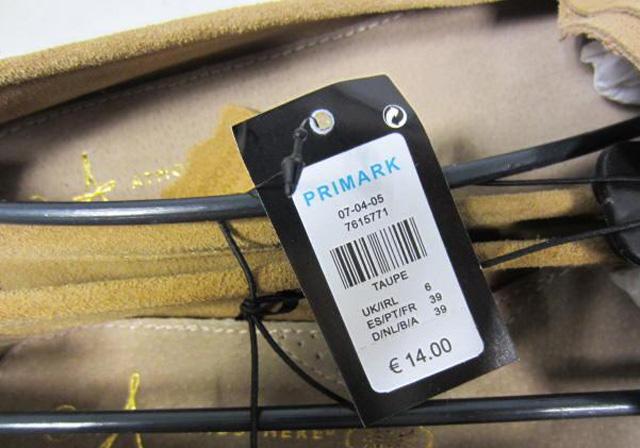 PRIMARK
07-04-05
7615771
TAUPE
UK/IRL 6
ES/PT/FR 39
D/NL/B/A 39
€ 14.00